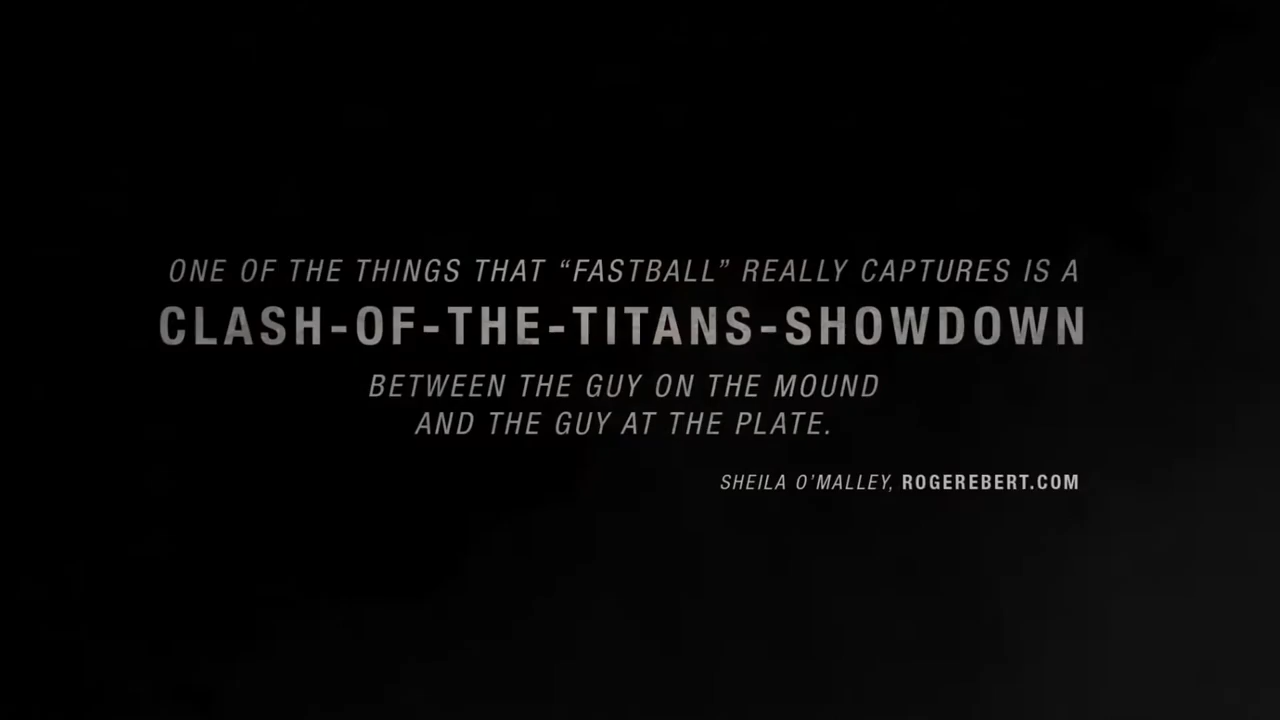 ONE OF THE THINGS THAT “FASTBALL” REALLY CAPTURES IS A
CLASH-OF-THE-TITANS-SHOWDOWN
BETWEEN THE GUY ON THE MOUND
AND THE GUY AT THE PLATE.
SHEILA O’MALLEY, ROGEREBERT.COM